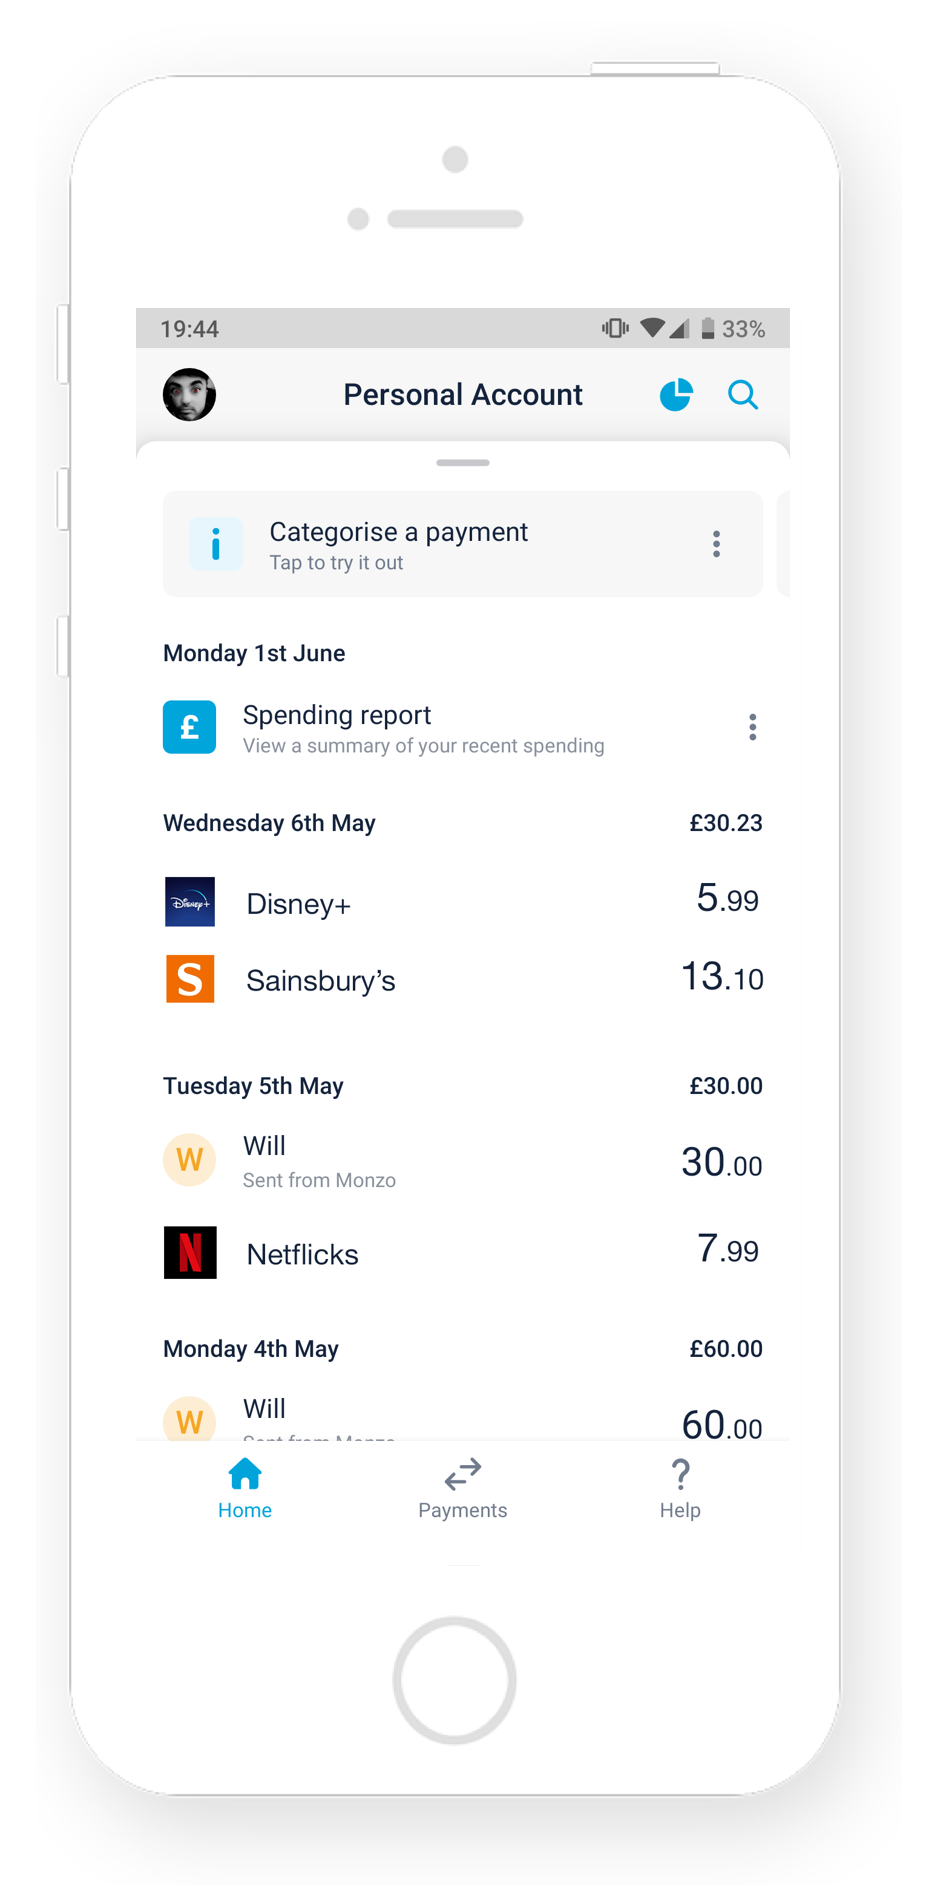 19:44 33%
Personal Account
Categorise a payment
Tap to try it out
Monday 1st June
£ Spending report
View a summary of your recent spending
Wednesday 6th May £30.23
Disney+ Disney+ 5.99
S Sainsbury’s 13.10
Tuesday 5th May £30.00
W Will 30.00
Sent from Monzo
N Netflicks 7.99
Monday 4th May £60.00
W Will 60.00
Sent from Monzo
Home Payments Help